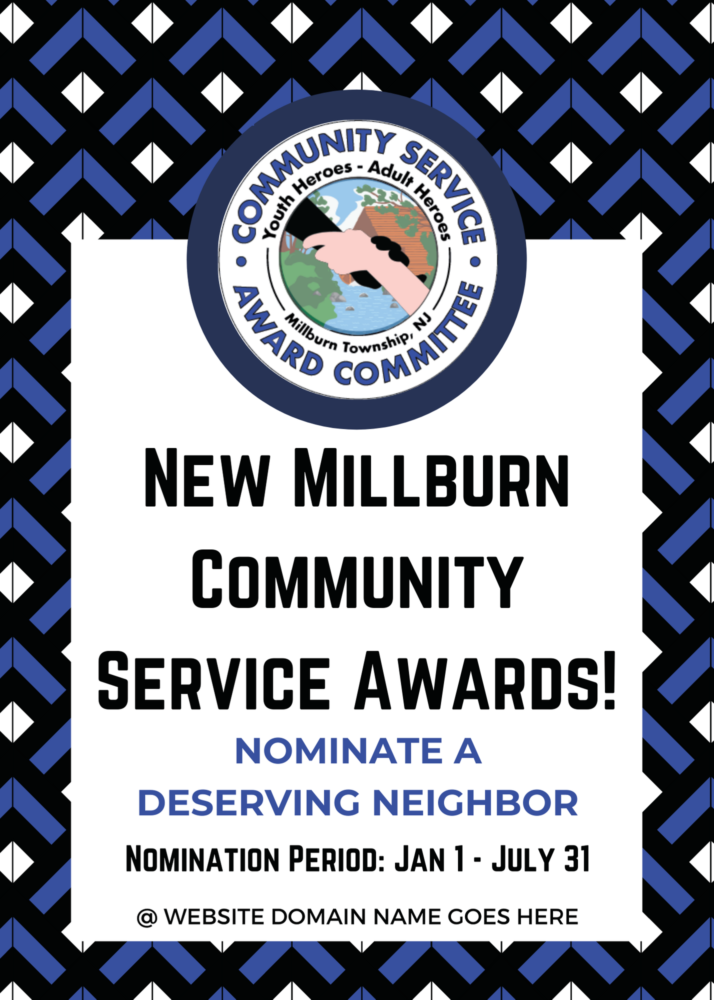 COMMUNITY SERVICE
Youth Heroes - Adult Heroes
Millburn Township, NJ
AWARD COMMITTEE
NEW MILLBURN
COMMUNITY
SERVICE AWARDS!
NOMINATE A
DESERVING NEIGHBOR
NOMINATION PERIOD: JAN 1 - JULY 31
@ WEBSITE DOMAIN NAME GOES HERE